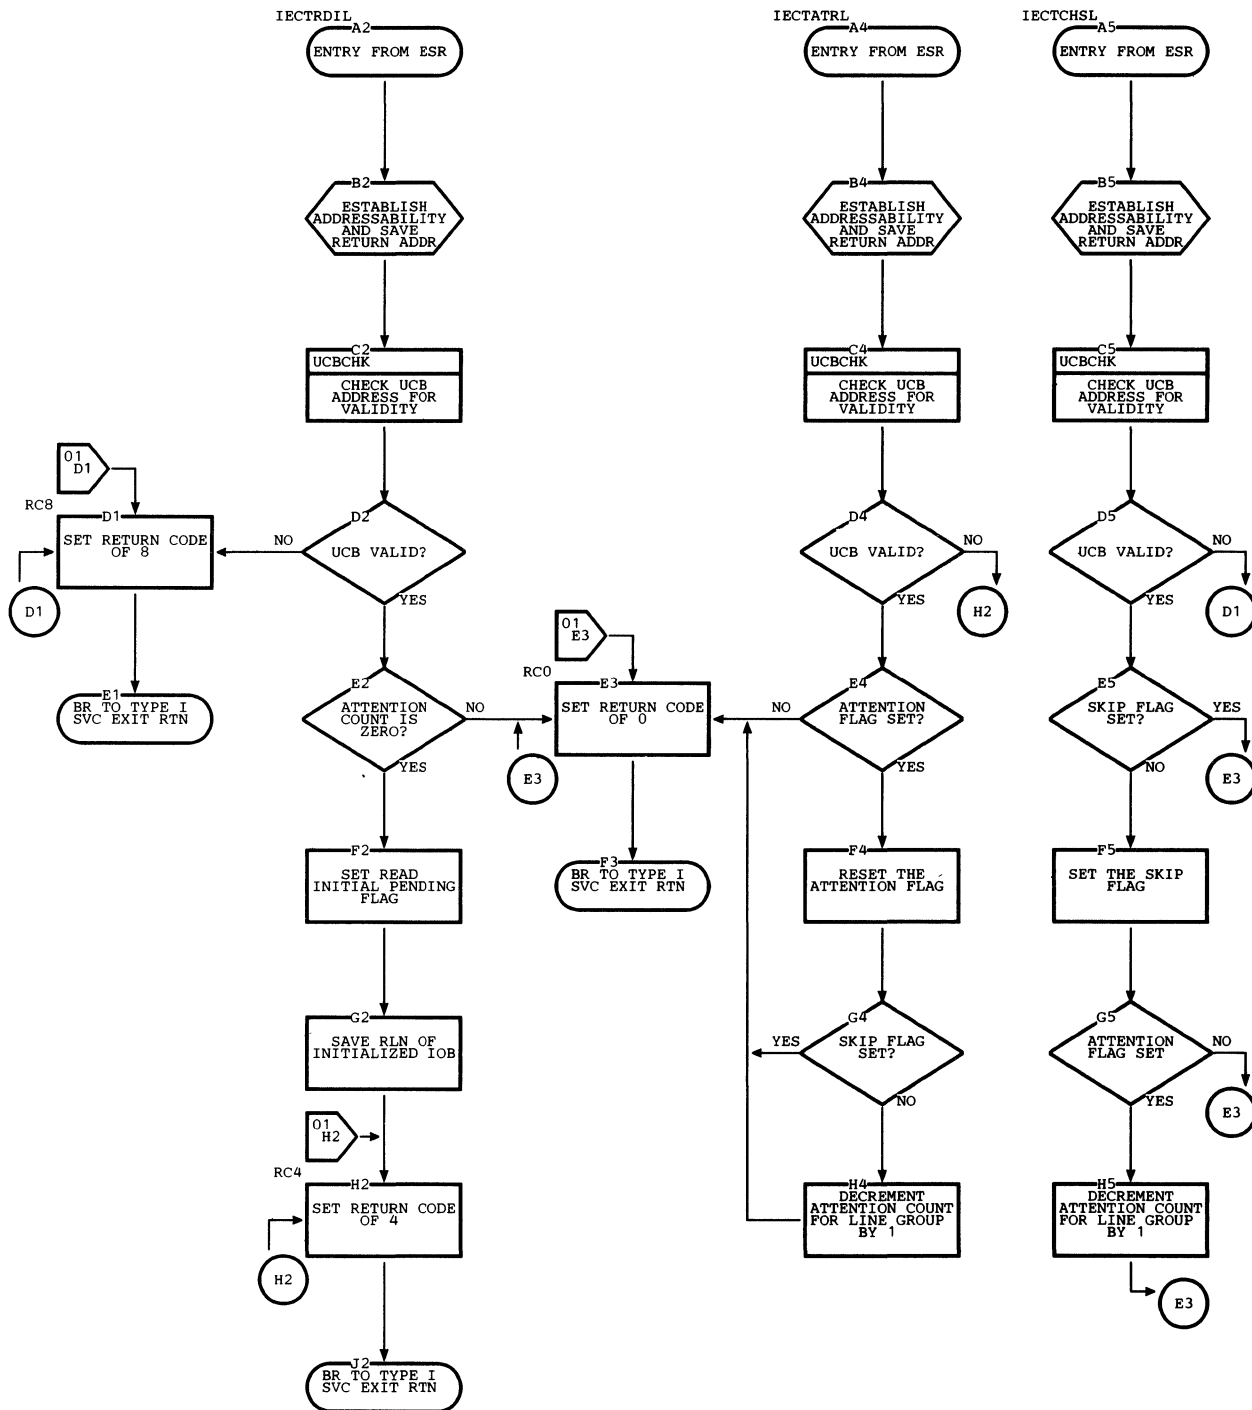 IECTRDIL
A2
ENTRY FROM ESR
IECTATRL
A4
ENTRY FROM ESR
IECTCHSL
A5
ENTRY FROM ESR
B2
ESTABLISH
ADDRESSABILITY
AND SAVE
RETURN ADDR
B4
ESTABLISH
ADDRESSABILITY
AND SAVE
RETURN ADDR
B5
ESTABLISH
ADDRESSABILITY
AND SAVE
RETURN ADDR
C2
UCBCHK
CHECK UCB
ADDRESS FOR
VALIDITY
C4
UCBCHK
CHECK UCB
ADDRESS FOR
VALIDITY
C5
UCBCHK
CHECK UCB
ADDRESS FOR
VALIDITY
01
D1
RC8
D1
SET RETURN CODE
OF 8
D1
NO
D2
UCB VALID?
YES
D4
UCB VALID?
NO
YES
H2
D5
UCB VALID?
NO
YES
D1
E1
BR TO TYPE I
SVC EXIT RTN
E2
ATTENTION
COUNT IS
ZERO?
NO
YES
01
E3
RC0
E3
SET RETURN CODE
OF 0
E3
NO
E4
ATTENTION
FLAG SET?
YES
E5
SKIP FLAG
SET?
YES
NO
E3
F2
SET READ
INITIAL PENDING
FLAG
F3
BR TO TYPE I
SVC EXIT RTN
F4
RESET THE
ATTENTION FLAG
F5
SET THE SKIP
FLAG
G2
SAVE RLN OF
INITIALIZED IOB
YES
G4
SKIP FLAG
SET?
NO
G5
ATTENTION
FLAG SET
NO
YES
E3
01
H2
RC4
H2
SET RETURN CODE
OF 4
H2
H4
DECREMENT
ATTENTION COUNT
FOR LINE GROUP
BY 1
H5
DECREMENT
ATTENTION COUNT
FOR LINE GROUP
BY 1
E3
J2
BR TO TYPE I
SVC EXIT RTN